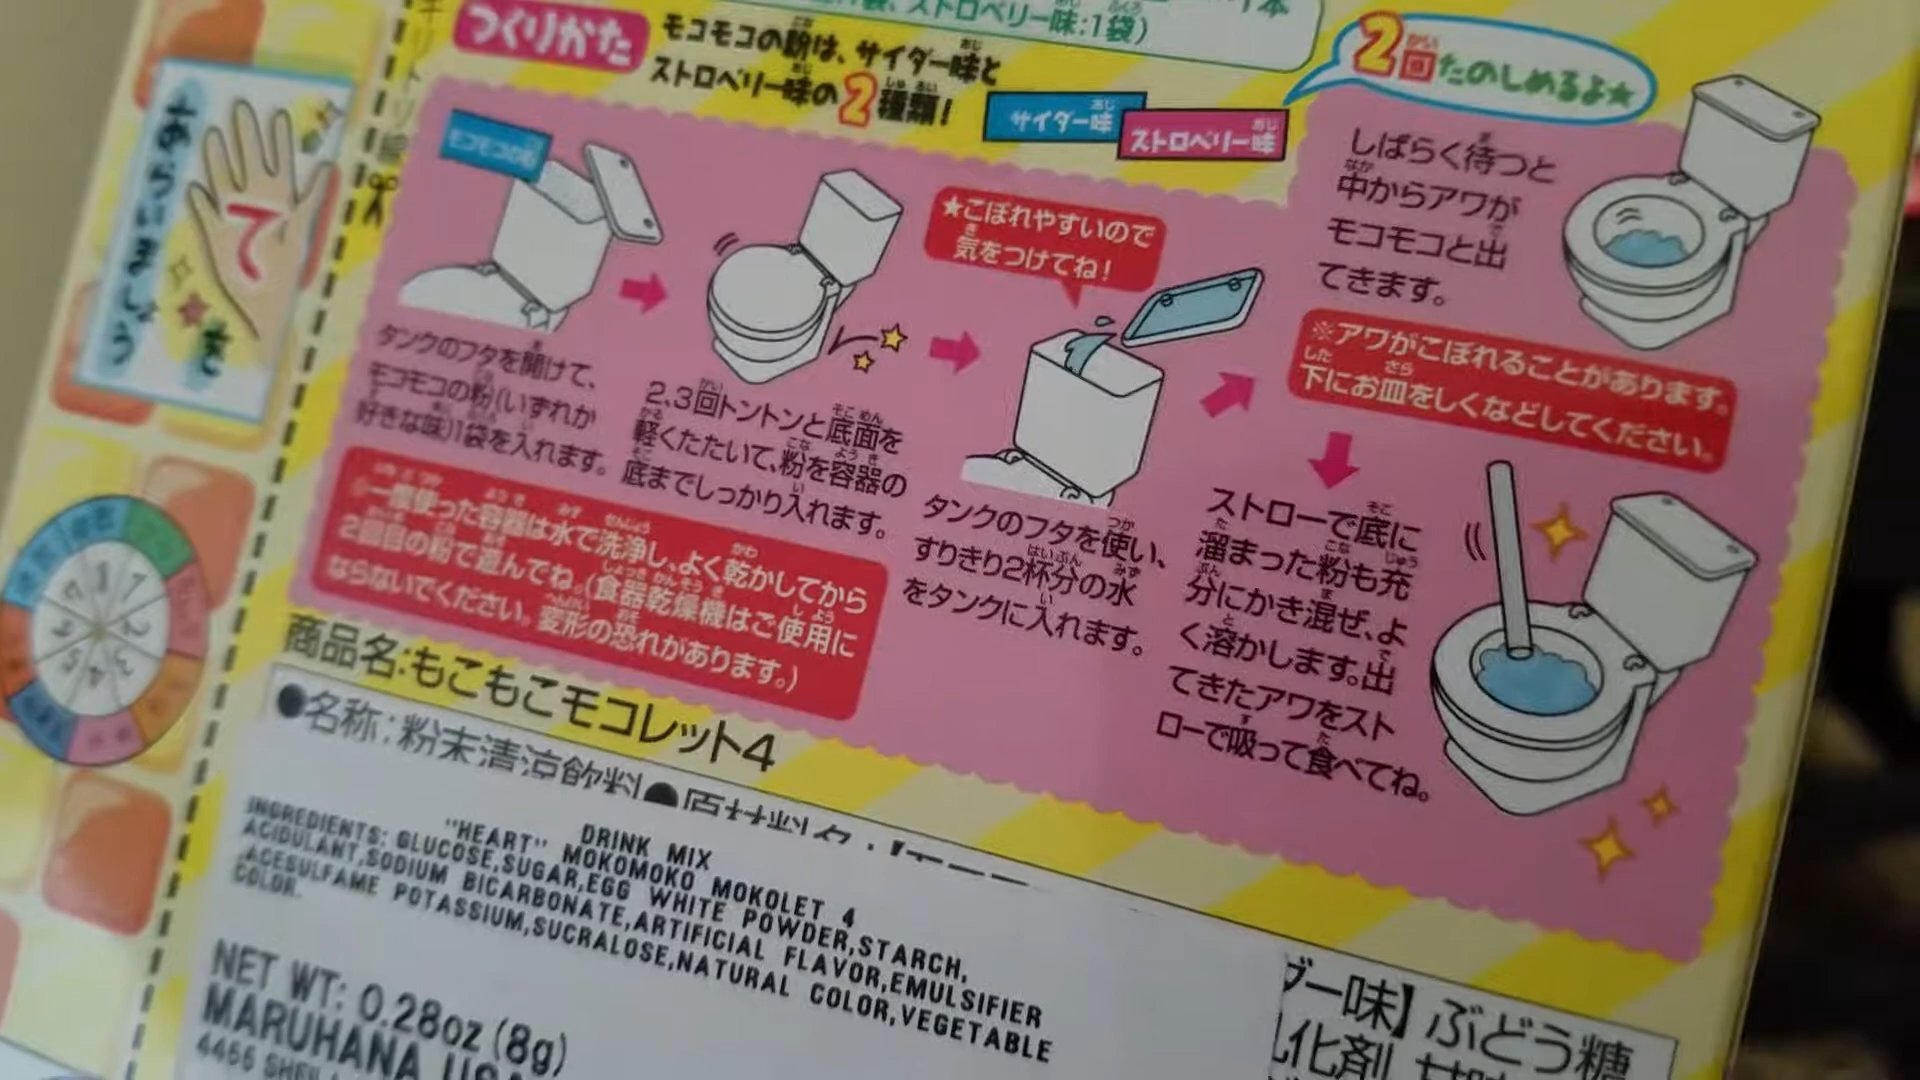 ストロベリー味:1袋)
つくりかた
モコモコの粉は、サイダー味と
ストロベリー味の2種類!
サイダー味
ストロベリー味
2回たのしめるよ★
モコモコの粉
タンクのフタを開けて、
モコモコの粉(いずれか
好きな味)1袋を入れます。
2、3回トントンと底面を
軽くたたいて、粉を容器の
底までしっかり入れます。
★こぼれやすいので
気をつけてね!
タンクのフタを使い、
すりきり2杯分の水
をタンクに入れます。
しばらく待つと
中からアワが
モコモコと出
てきます。
※アワがこぼれることがあります。
下にお皿をしくなどしてください。
ストローで底に
溜まった粉も充
分にかき混ぜ、よ
く溶かします。出
てきたアワをスト
ローで吸って食べてね。
一度使った容器は水で洗浄し、よく乾かしてから
2回目の粉で遊んでね。(食器乾燥機はご使用に
ならないでください。変形の恐れがあります。)
てを
あらいましょう
商品名:もこもこモコレット4
●名称:粉末清涼飲料●原材料名
DRINK MIX
"HEART" MOKOMOKO MOKOLET 4
INGREDIENTS: GLUCOSE,SUGAR,EGG WHITE POWDER,STARCH,
ACIDULANT,SODIUM BICARBONATE,ARTIFICIAL FLAVOR,EMULSIFIER
ACESULFAME POTASSIUM,SUCRALOSE,NATURAL COLOR,VEGETABLE
COLOR.
NET WT: 0.28oz (8g)
MARUHANA USA
4455
ダー味】ぶどう糖
化剤